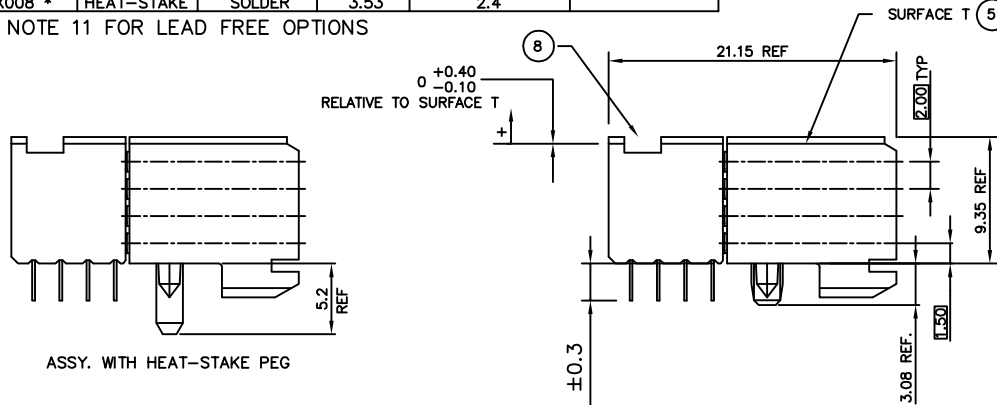 X008 * HEAT-STAKE SOLDER 3.53 2.4
NOTE 11 FOR LEAD FREE OPTIONS
SURFACE T 5
8
21.15 REF
0 +0.40 -0.10
RELATIVE TO SURFACE T
+
2.00 TYP
9.35 REF
5.2 REF
1.50
±0.3
3.08 REF.
ASSY. WITH HEAT-STAKE PEG